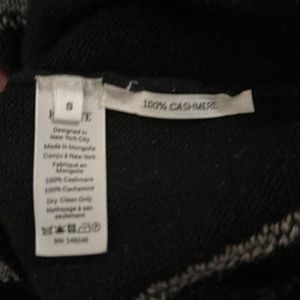 S
100% CASHMERE
Designed in
New York City
Made in Mongolia
Conçu à New York
Fabriqué en
Mongolie
100% Cashmere
100% Cachemire
Dry Clean Only
Nettoyage à sec
seulement